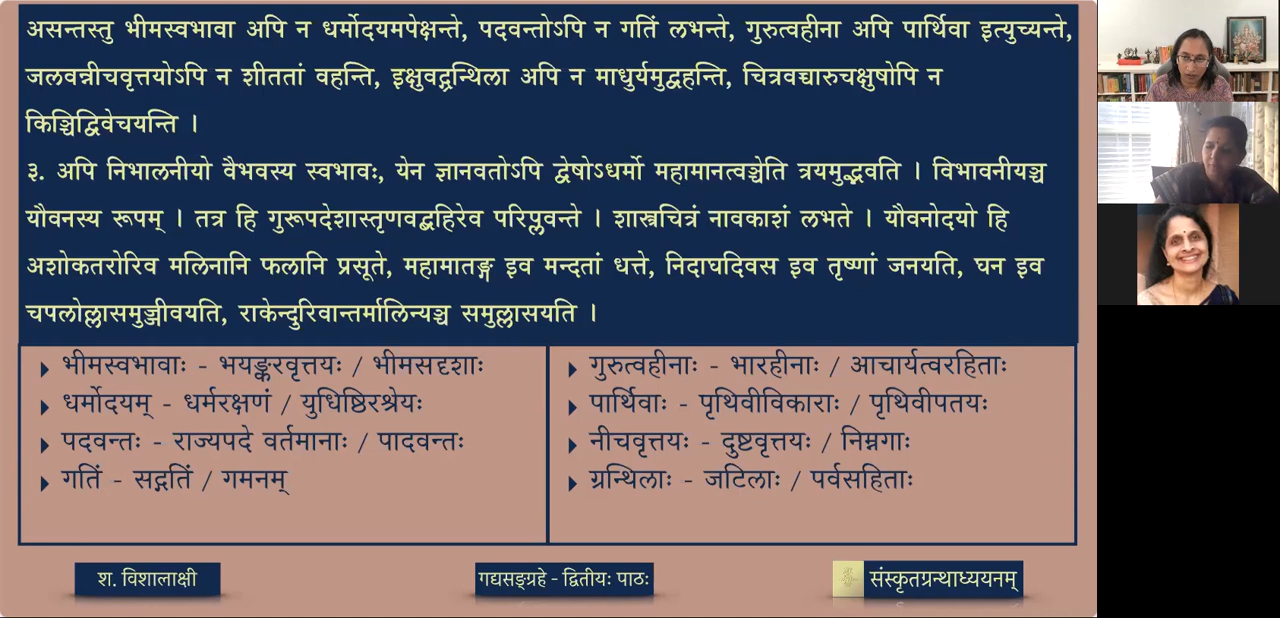 असन्तस्तु भीमस्वभावा अपि न धर्मोदयमपेक्षन्ते, पदवन्तोऽपि न गतिं लभन्ते, गुरुत्वहीना अपि पार्थिवा इत्युच्यन्ते,
जलवन्नीचवृत्तयोऽपि न शीततां वहन्ति, इक्षुवद्ग्रन्थिला अपि न माधुर्यमुद्वहन्ति, चित्रवच्चारुचक्षुषोपि न
किञ्चिद्विवेचयन्ति ।
३. अपि निभालनीयो वैभवस्य स्वभावः, येन ज्ञानवतोऽपि द्वेषोऽधर्मो महामानत्वञ्चेति त्रयमुद्भवति । विभावनीयञ्च
यौवनस्य रूपम् । तत्र हि गुरूपदेशास्तृणवद्बहिरेव परिप्लवन्ते । शास्त्रचित्रं नावकाशं लभते । यौवनोदयो हि
अशोकतरोरिव मलिनानि फलानि प्रसूते, महामातङ्ग इव मन्दतां धत्ते, निदाघदिवस इव तृष्णां जनयति, घन इव
चपलोल्लासमुज्जीवयति, राकेन्दुरिवान्तर्मालिन्यञ्च समुल्लासयति ।
भीमस्वभावाः - भयङ्करवृत्तयः / भीमसदृशाः
धर्मोदयम् - धर्मरक्षणं / युधिष्ठिरश्रेयः
पदवन्तः - राज्यपदे वर्तमानाः / पादवन्तः
गतिं - सद्गतिं / गमनम्
गुरुत्वहीनाः - भारहीनाः / आचार्यत्वरहिताः
पार्थिवाः - पृथिवीविकाराः / पृथिवीपतयः
नीचवृत्तयः - दुष्टवृत्तयः / निम्नगाः
ग्रन्थिलाः - जटिलाः / पर्वसहिताः
श. विशालाक्षी
गद्यसङ्ग्रहे - द्वितीयः पाठः
संस्कृतग्रन्थाध्ययनम्